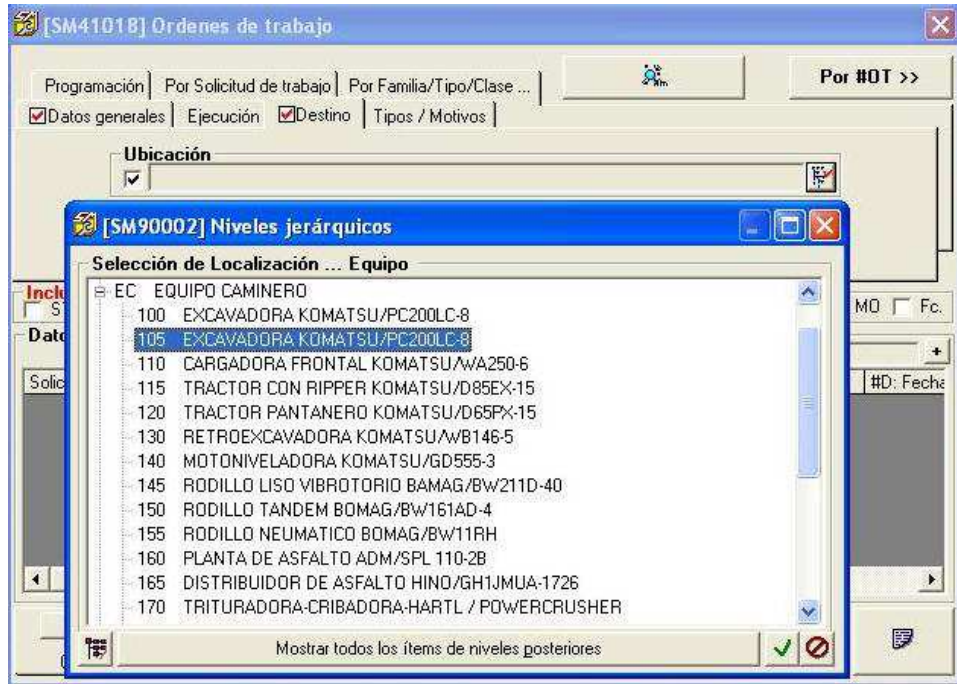 [SM41018] Ordenes de trabajo
Programación Por Solicitud de trabajo Por Familia/Tipo/Clase ...
Por #OT >>
Datos generales Ejecución Destino Tipos / Motivos
Ubicación
[SM90002] Niveles jerárquicos
Selección de Localización ... Equipo
EC EQUIPO CAMINERO
100 EXCAVADORA KOMATSU/PC200LC-8
105 EXCAVADORA KOMATSU/PC200LC-8
110 CARGADORA FRONTAL KOMATSU/WA250-6
115 TRACTOR CON RIPPER KOMATSU/D85EX-15
120 TRACTOR PANTANERO KOMATSU/D65PX-15
130 RETROEXCAVADORA KOMATSU/WB146-5
140 MOTONIVELADORA KOMATSU/GD555-3
145 RODILLO LISO VIBROTORIO BAMAG/BW211D-40
150 RODILLO TANDEM BOMAG/BW161AD-4
155 RODILLO NEUMATICO BOMAG/BW11RH
160 PLANTA DE ASFALTO ADM/SPL 110-2B
165 DISTRIBUIDOR DE ASFALTO HINO/GH1JMUA-1726
170 TRITURADORA-CRIBADORA-HARTL / POWERCRUSHER
Mostrar todos los ítems de niveles posteriores
Inclu
MO Fc.
Dato
+
Solic
#D: Fecha